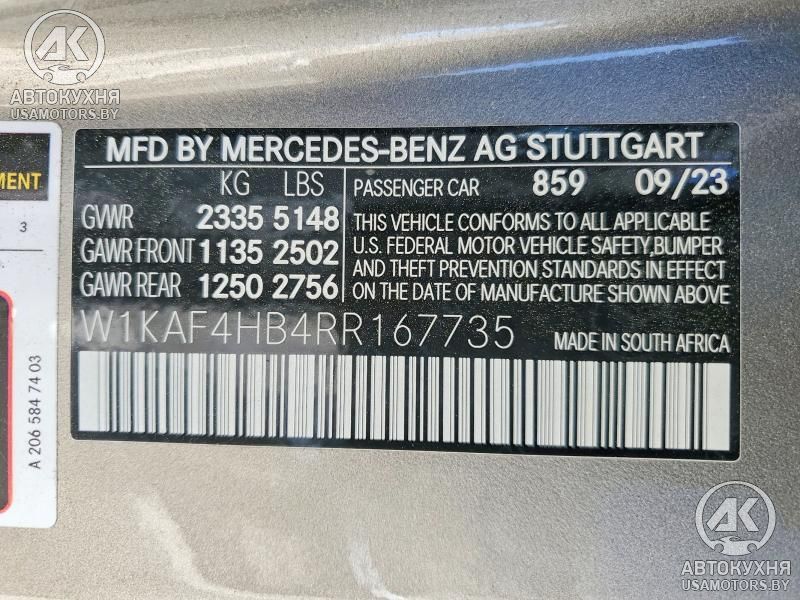 AK
АВТОКУХНЯ
USAMOTORS.BY
MENT
3
A 206 584 74 03
MFD BY MERCEDES-BENZ AG STUTTGART
KG LBS
GVWR 2335 5148
GAWR FRONT 1135 2502
GAWR REAR 1250 2756
PASSENGER CAR 859 09/23
THIS VEHICLE CONFORMS TO ALL APPLICABLE
U.S. FEDERAL MOTOR VEHICLE SAFETY,BUMPER
AND THEFT PREVENTION STANDARDS IN EFFECT
ON THE DATE OF MANUFACTURE SHOWN ABOVE
W1KAF4HB4RR167735
MADE IN SOUTH AFRICA
AK
АВТОКУХНЯ
USAMOTORS.BY